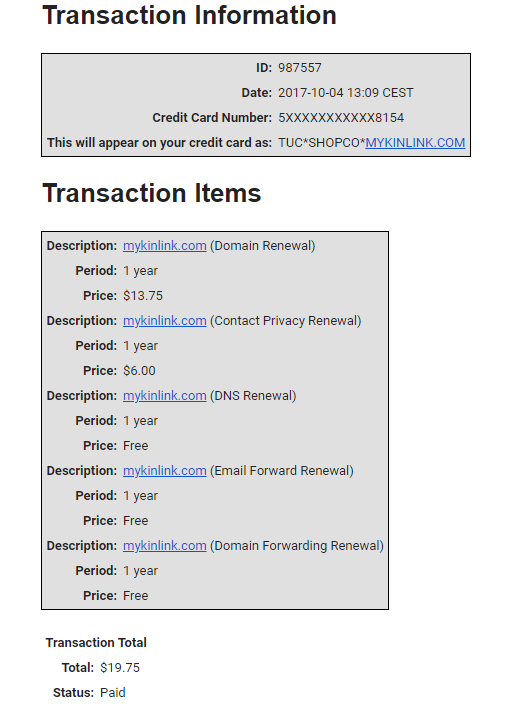 Transaction Information
ID: 987557
Date: 2017-10-04 13:09 CEST
Credit Card Number: 5XXXXXXXXXXX8154
This will appear on your credit card as: TUC*SHOPCO*MYKINLINK.COM
Transaction Items
Description: mykinlink.com (Domain Renewal)
Period: 1 year
Price: $13.75
Description: mykinlink.com (Contact Privacy Renewal)
Period: 1 year
Price: $6.00
Description: mykinlink.com (DNS Renewal)
Period: 1 year
Price: Free
Description: mykinlink.com (Email Forward Renewal)
Period: 1 year
Price: Free
Description: mykinlink.com (Domain Forwarding Renewal)
Period: 1 year
Price: Free
Transaction Total
Total: $19.75
Status: Paid